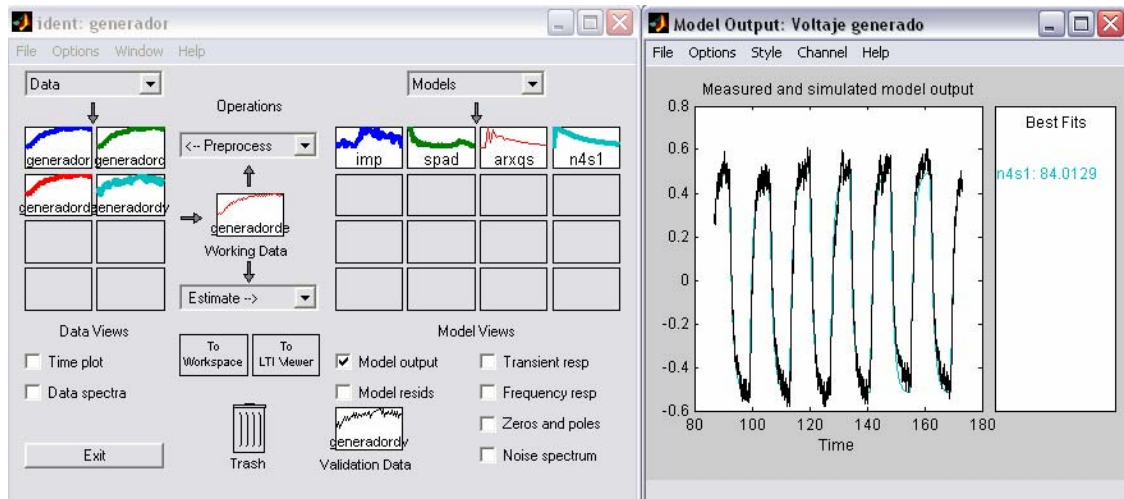 ident: generador
File Options Window Help
Data
Models
Operations
<-- Preprocess
generador
generadord
imp
spad
arxqs
n4s1
generadorde
generadordv
generadorde
Working Data
Estimate -->
Data Views
Model Views
To Workspace
To LTI Viewer
Time plot
Data spectra
Model output
Model resids
Transient resp
Frequency resp
Zeros and poles
Noise spectrum
generadordv
Exit
Trash
Validation Data
Model Output: Voltaje generado
File Options Style Channel Help
Measured and simulated model output
Best Fits
n4s1: 84.0129
0.8
0.6
0.4
0.2
0
-0.2
-0.4
-0.6
80 100 120 140 160 180
Time